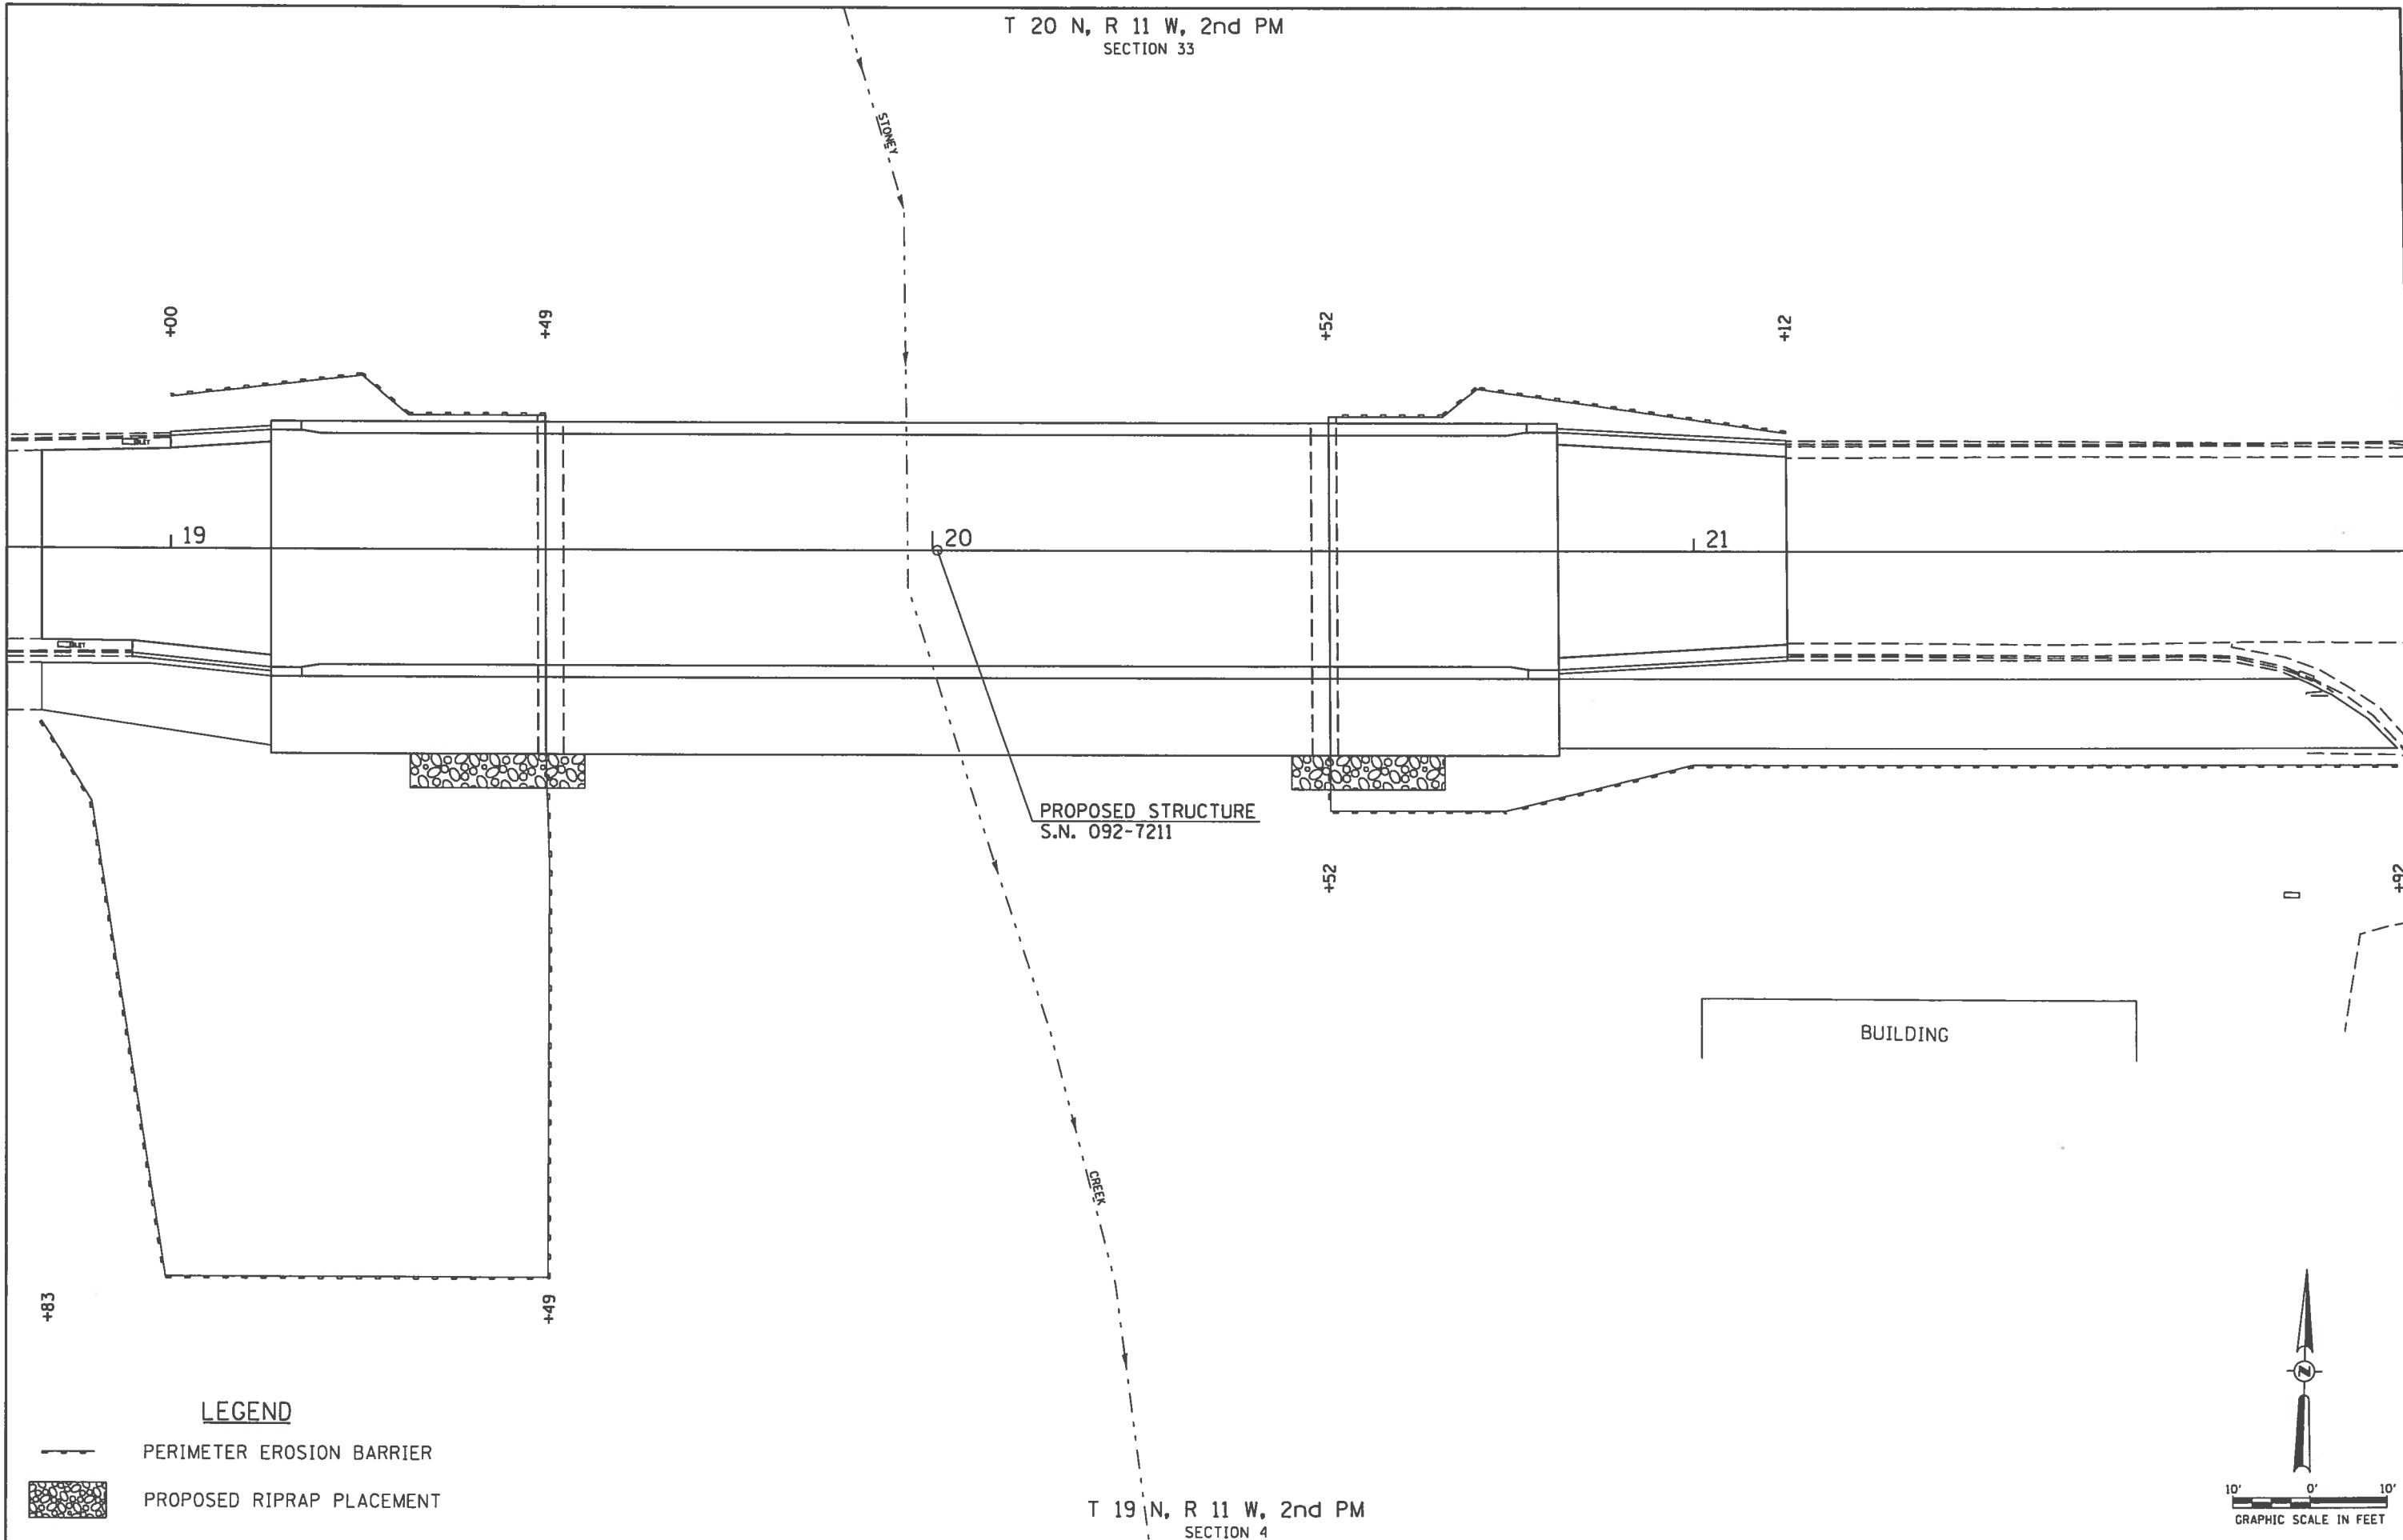 T 20 N, R 11 W, 2nd PM
SECTION 33
STONEY
+00
+49
+52
+12
INLET
19
20
21
INLET
PROPOSED STRUCTURE
S.N. 092-7211
+52
+92
BUILDING
CREEK
+83
+49
LEGEND
PERIMETER EROSION BARRIER
PROPOSED RIPRAP PLACEMENT
T 19 N, R 11 W, 2nd PM
SECTION 4
N
10' 0' 10'
GRAPHIC SCALE IN FEET